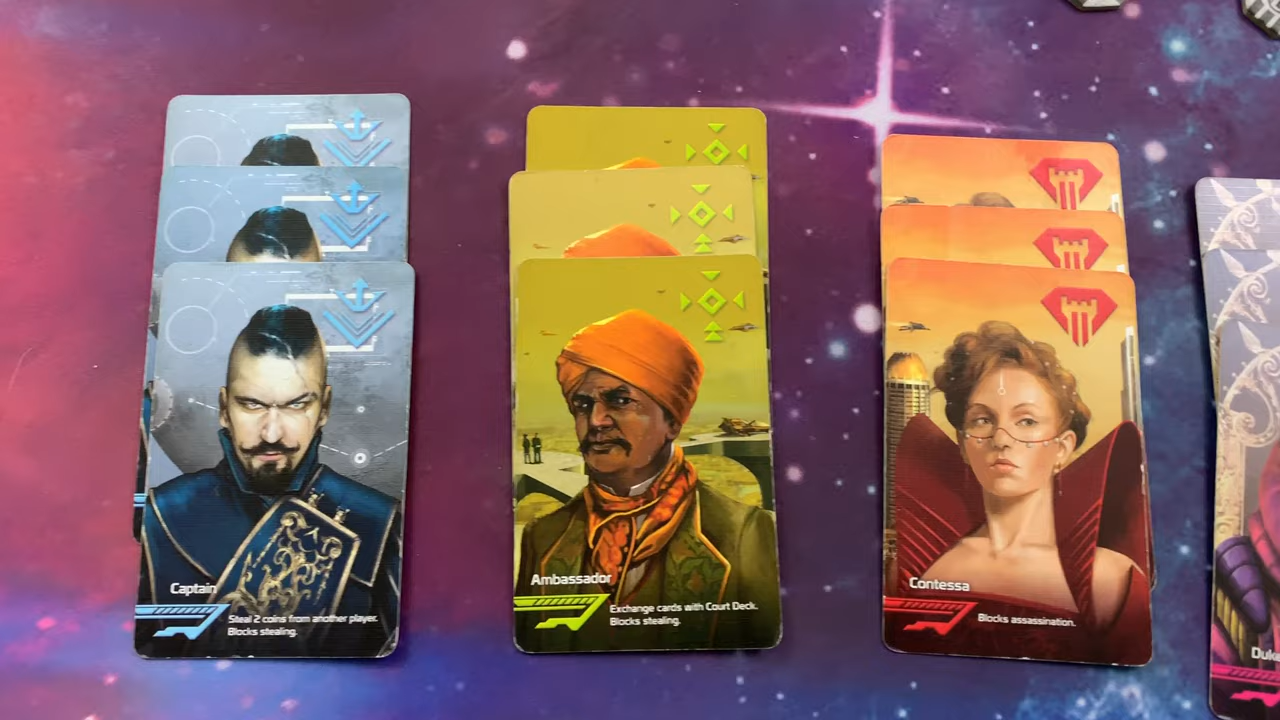 Captain
Steal 2 coins from another player.
Blocks stealing.
Ambassador
Exchange cards with Court Deck.
Blocks stealing.
Contessa
Blocks assassination.
Duke